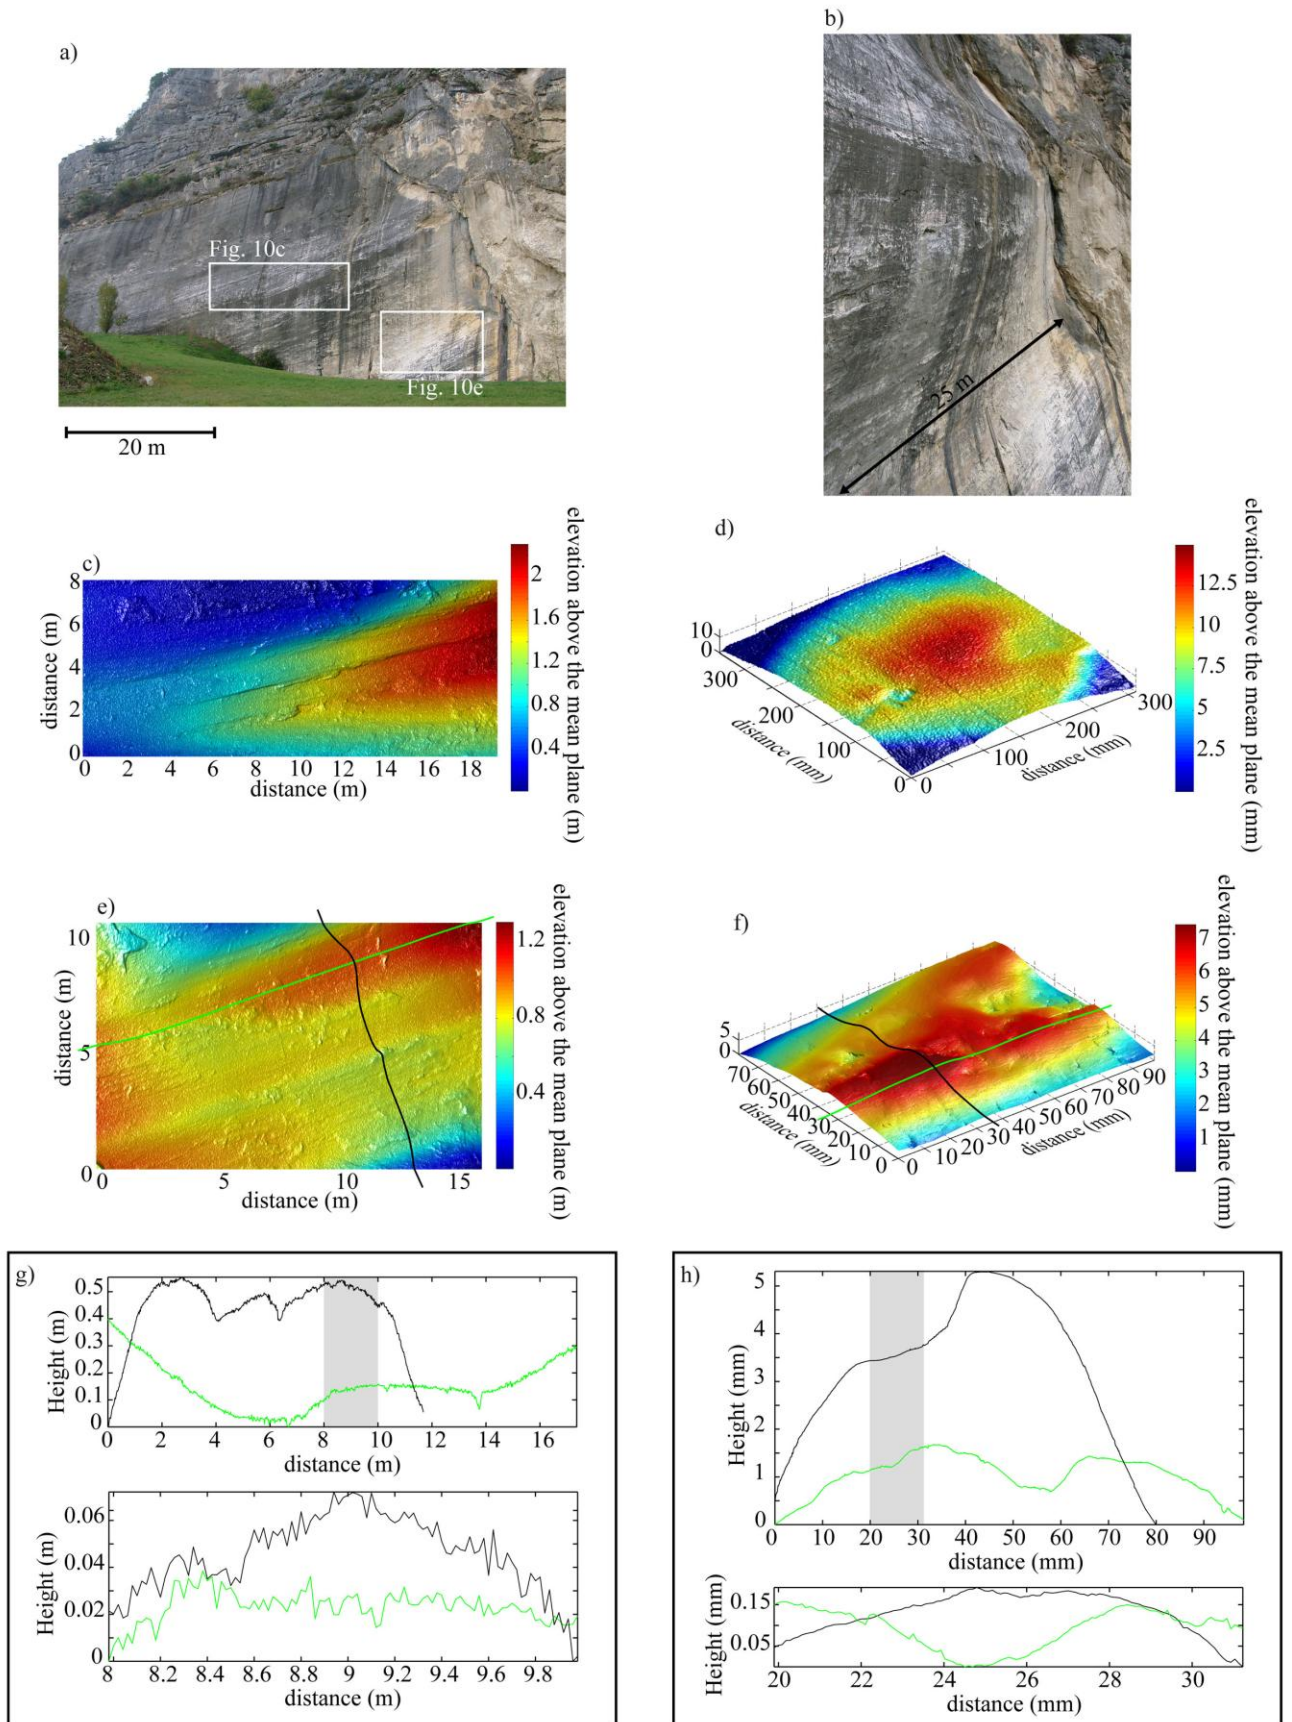 a)
Fig. 10c
Fig. 10e
20 m
b)
25 m
c)
8
6
4
2
0
distance (m)
0 2 4 6 8 10 12 14 16 18
distance (m)
2
1.6
1.2
0.8
0.4
elevation above the mean plane (m)
d)
10
0
300
200
100
0
distance (mm)
0
100
200
300
distance (mm)
12.5
10
7.5
5
2.5
elevation above the mean plane (mm)
e)
10
5
0
distance (m)
5 10 15
distance (m)
1.2
0.8
0.4
elevation above the mean plane (m)
f)
5
0
70
60
50
40
30
20
10
0
distance (mm)
0 10 20 30 40 50 60 70 80 90
distance (mm)
7
6
5
4
3
2
1
elevation above the mean plane (mm)
g)
0.5
0.4
0.3
0.2
0.1
0
Height (m)
0 2 4 6 8 10 12 14 16
distance (m)
0.06
0.04
0.02
0
Height (m)
8 8.2 8.4 8.6 8.8 9 9.2 9.4 9.6 9.8
distance (m)
h)
5
4
3
2
1
0
Height (mm)
0 10 20 30 40 50 60 70 80 90
distance (mm)
0.15
0.05
Height (mm)
20 22 24 26 28 30
distance (mm)